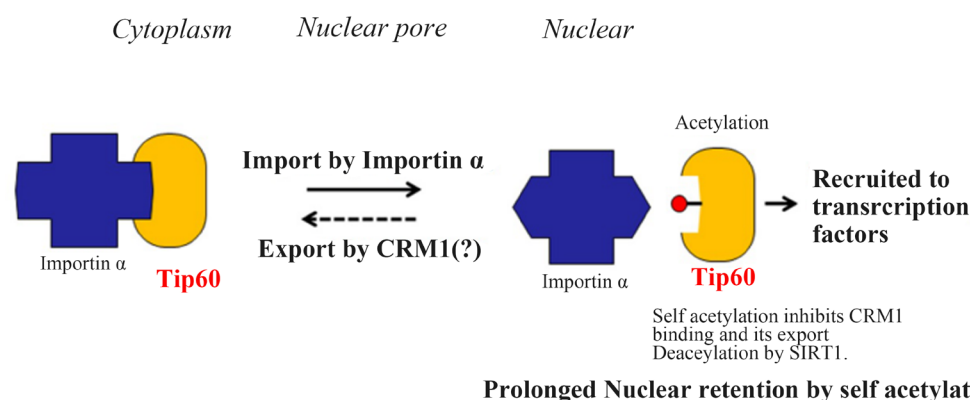 Cytoplasm
Nuclear pore
Nuclear
Import by Importin α
Export by CRM1(?)
Importin α
Tip60
Acetylation
Importin α
Tip60
Recruited to
transrcription
factors
Self acetylation inhibits CRM1
binding and its export
Deaceylation by SIRT1.
Prolonged Nuclear retention by self acetylat